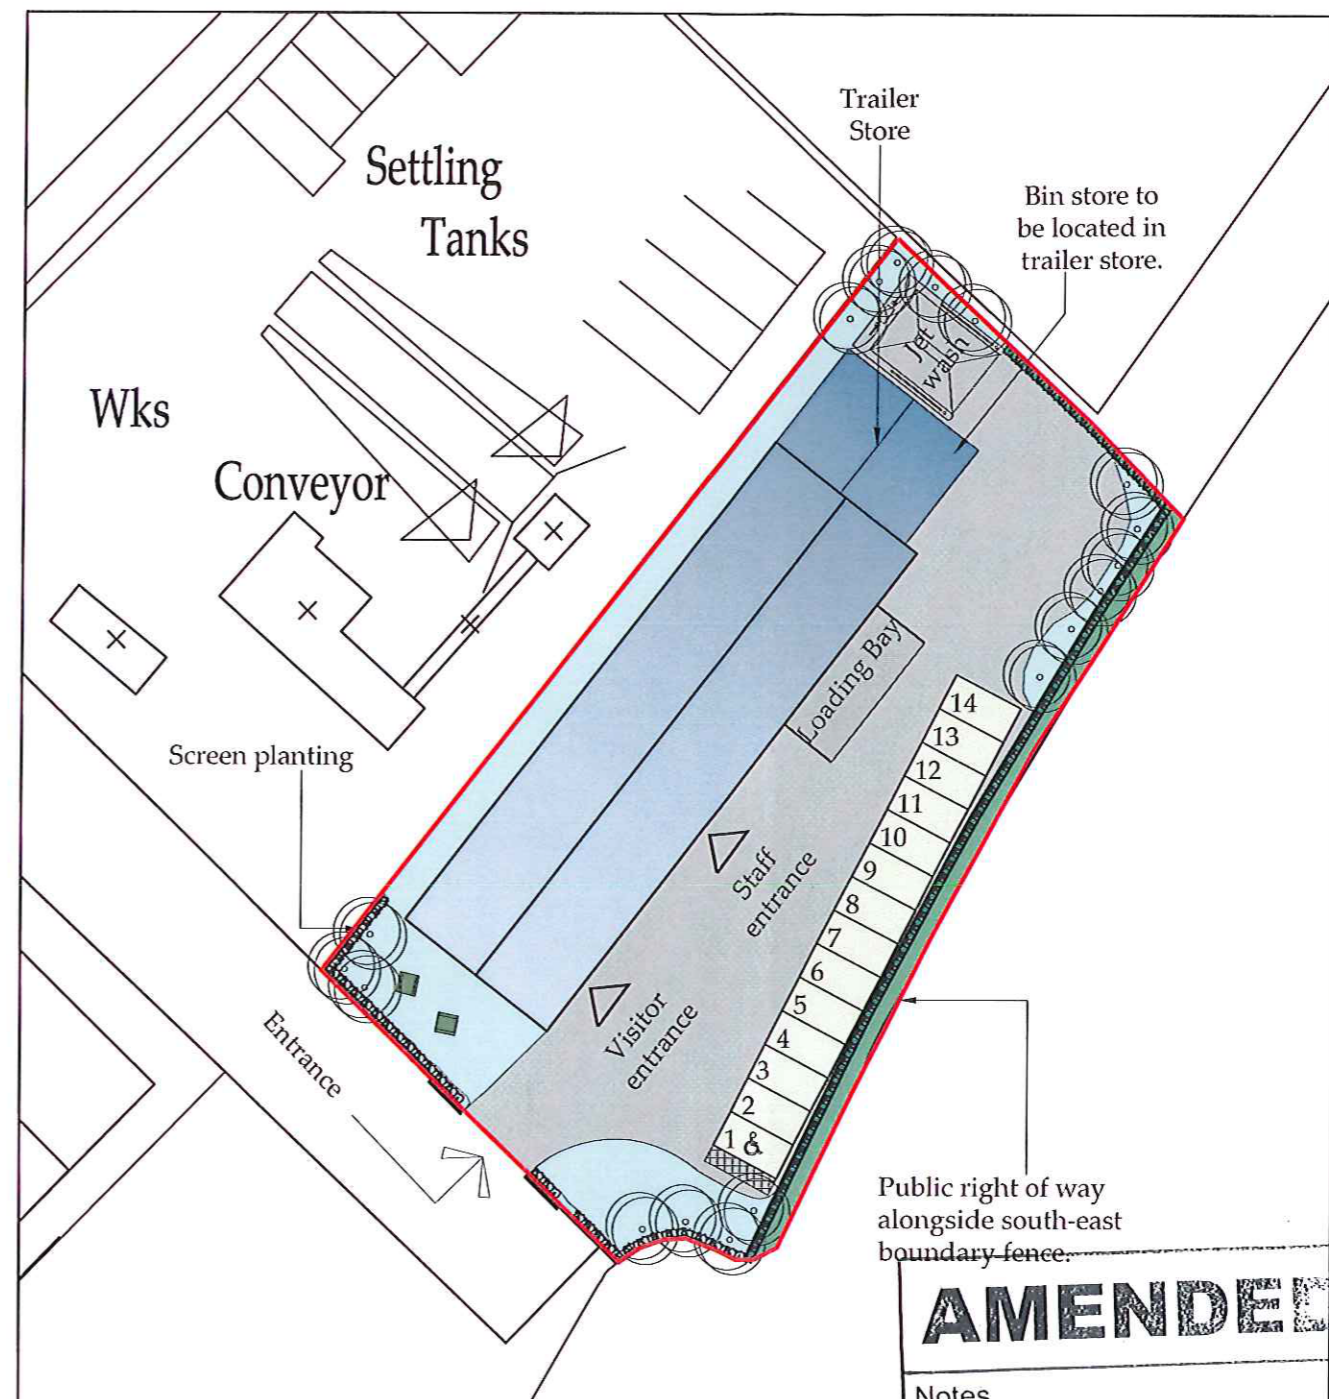 Trailer
Store
Settling
Tanks
Bin store to
be located in
trailer store.
Jet
wash
Wks
Conveyor
Loading Bay
14
13
12
11
10
9
8
7
6
5
4
3
2
1
Screen planting
Staff
entrance
Visitor
entrance
Entrance
Public right of way
alongside south-east
boundary fence.
AMENDED
Notes